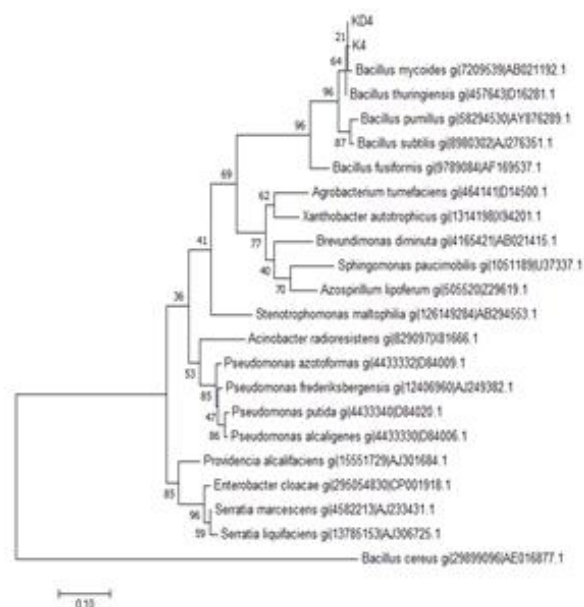 KD4
21
K4
64
Bacillus mycoides gi(7209539)AB021192.1
96
Bacillus thuringiensis gi(457643)D16281.1
Bacillus pumillus gi(58294530)AY876289.1
96
87
Bacillus subtilis gi(8980302)AJ276351.1
Bacillus fusiformis gi(9789084)AF169537.1
69
62
Agrobacterium tumefaciens gi(464141)D14500.1
Xanthobacter autotrophicus gi(1314198)X94201.1
77
Brevundimonas diminuta gi(4165421)AB021415.1
41
40
Sphingomonas paucimobilis gi(1051189)U37337.1
70
Azospirillum lipoferum gi(505520)Z29619.1
36
Stenotrophomonas maltophilia gi(126149284)AB294553.1
Acinobacter radioresistens gi(829097)X81666.1
53
Pseudomonas azotoformas gi(4433332)D84009.1
85
Pseudomonas frederiksbergensis gi(12406960)AJ249382.1
47
Pseudomonas putida gi(4433340)D84020.1
86
Pseudomonas alcaligenes gi(4433330)D84006.1
Providencia alcalifaciens gi(15551729)AJ301684.1
85
Enterobacter cloacae gi(295054830)CP001918.1
96
Serratia marcescens gi(4582213)AJ233431.1
59
Serratia liquifaciens gi(13785153)AJ306725.1
Bacillus cereus gi(29899096)AE016877.1
0.10